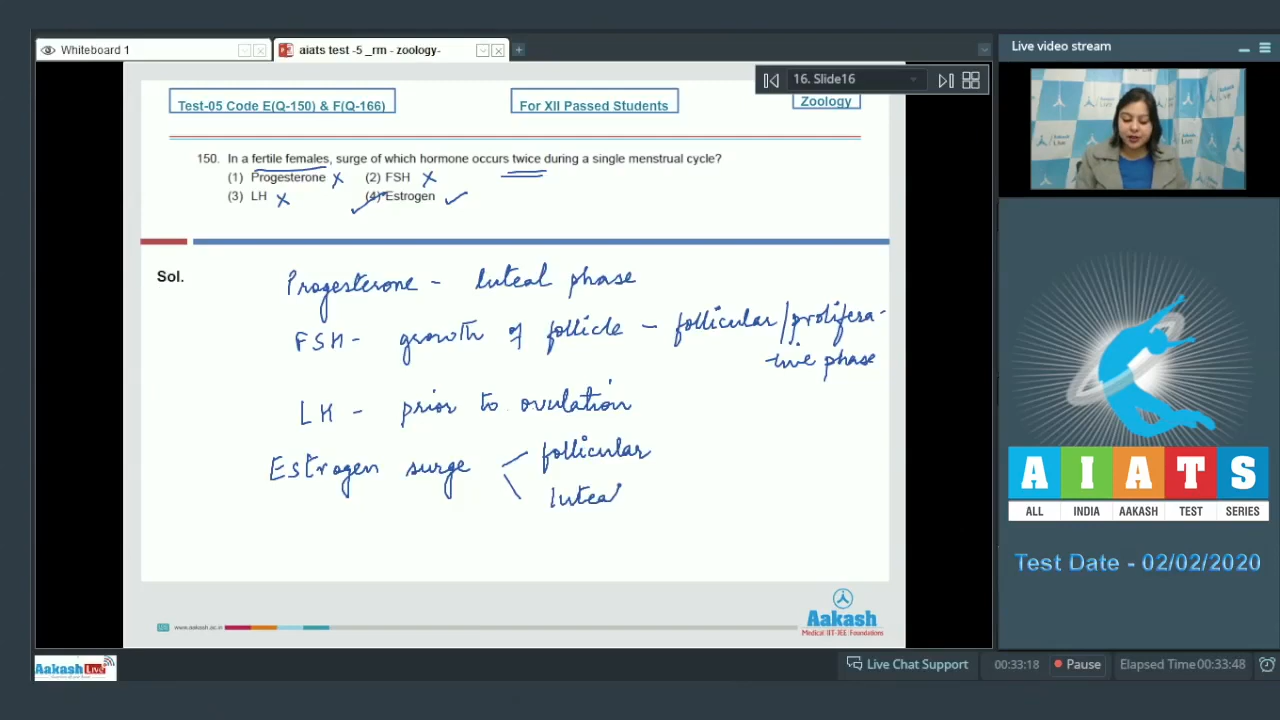 Whiteboard 1
aiats test -5 _rm - zoology-
Live video stream
16. Slide16
Test-05 Code E(Q-150) & F(Q-166)
For XII Passed Students
Zoology
150. In a fertile females, surge of which hormone occurs twice during a single menstrual cycle?
(1) Progesterone (2) FSH
(3) LH (4) Estrogen
Sol.
Progesterone - luteal phase
FSH - growth of follicle - follicular/prolifera-
tive phase
LH - prior to ovulation
Estrogen surge
follicular
luteal
A I A T S
ALL INDIA AAKASH TEST SERIES
Test Date - 02/02/2020
www.aakash.ac.in
Aakash
Medical|IIT-JEE|Foundations
Aakash Live
Live Chat Support
00:33:18
Pause
Elapsed Time 00:33:48